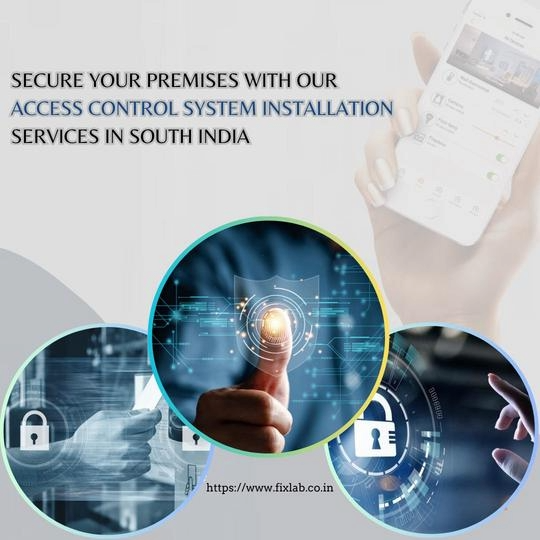 SECURE YOUR PREMISES WITH OUR
ACCESS CONTROL SYSTEM INSTALLATION
SERVICES IN SOUTH INDIA
https://www.fixlab.co.in